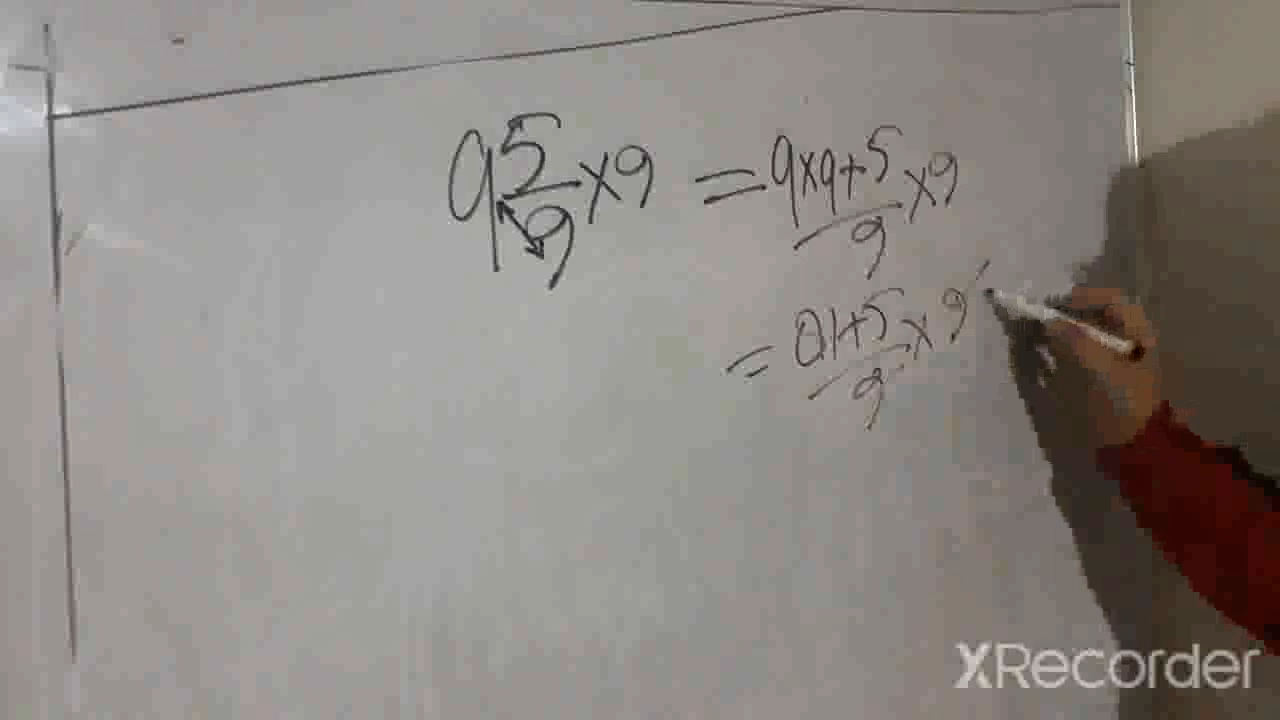 9 5/9 × 9 = 9×9+5/9 × 9
= 81+5/9 × 9
XRecorder